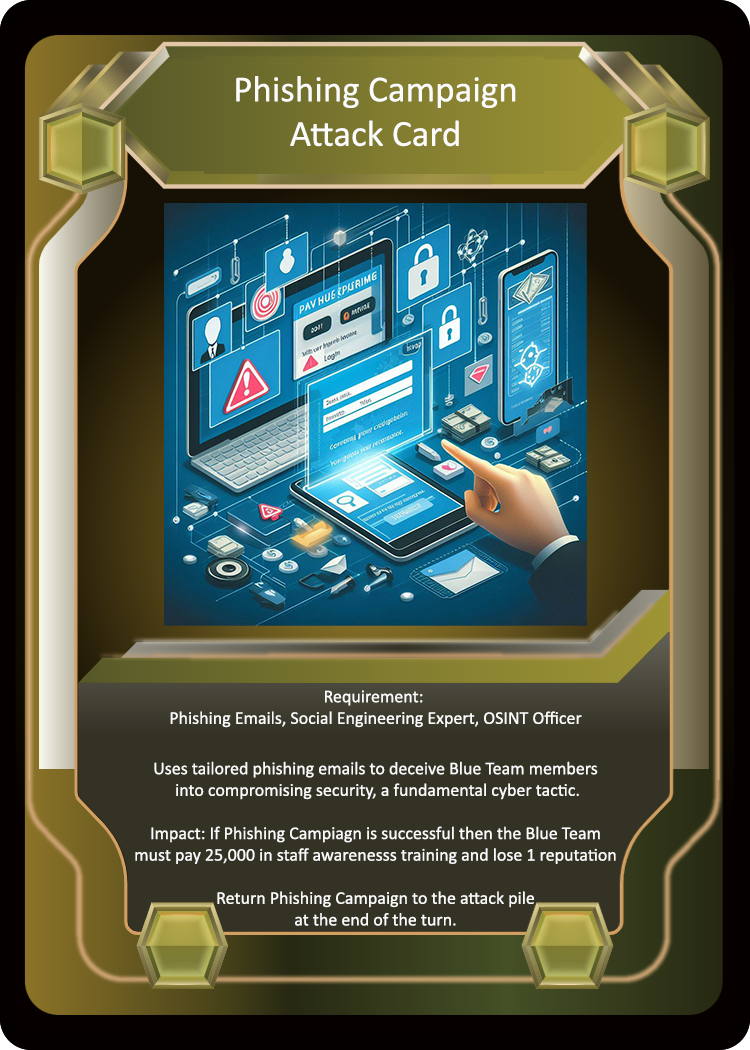 Phishing Campaign
Attack Card
Login
Requirement:
Phishing Emails, Social Engineering Expert, OSINT Officer
Uses tailored phishing emails to deceive Blue Team members
into compromising security, a fundamental cyber tactic.
Impact: If Phishing Campiagn is successful then the Blue Team
must pay 25,000 in staff awarenesss training and lose 1 reputation
Return Phishing Campaign to the attack pile
at the end of the turn.